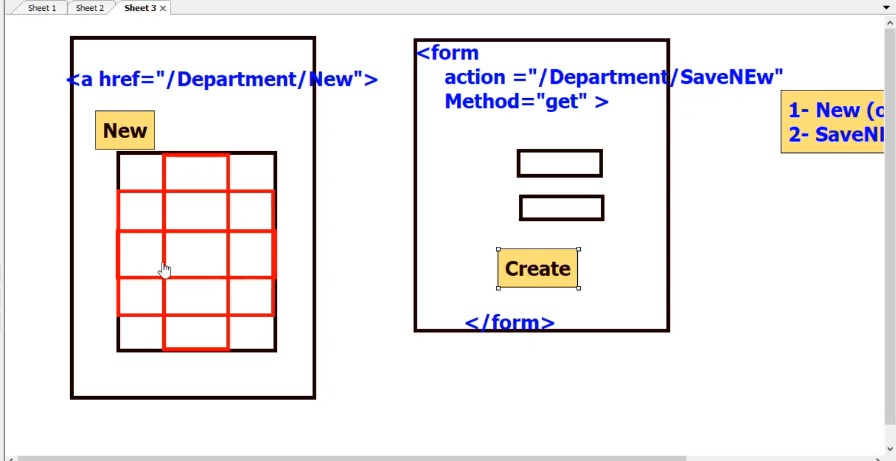 Sheet 1
Sheet 2
Sheet 3
<a href="/Department/New">
New
<form
action ="/Department/SaveNEw"
Method="get" >
Create
</form>
1- New (
2- SaveN